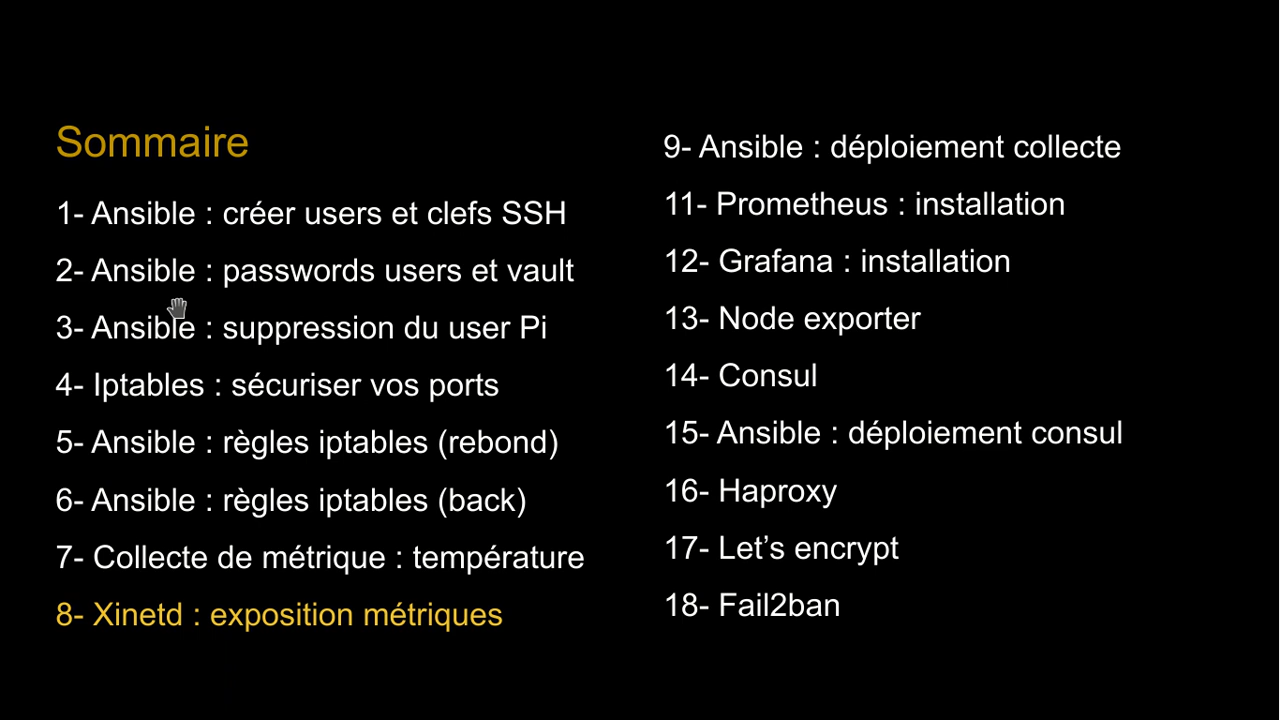 Sommaire
1- Ansible : créer users et clefs SSH
2- Ansible : passwords users et vault
3- Ansible : suppression du user Pi
4- Iptables : sécuriser vos ports
5- Ansible : règles iptables (rebond)
6- Ansible : règles iptables (back)
7- Collecte de métrique : température
8- Xinetd : exposition métriques
9- Ansible : déploiement collecte
11- Prometheus : installation
12- Grafana : installation
13- Node exporter
14- Consul
15- Ansible : déploiement consul
16- Haproxy
17- Let’s encrypt
18- Fail2ban